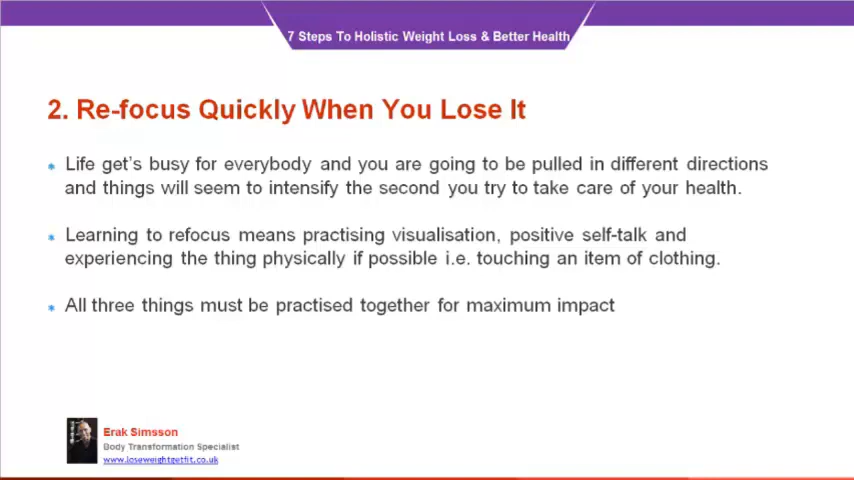 7 Steps To Holistic Weight Loss & Better Health
2. Re-focus Quickly When You Lose It
Life get's busy for everybody and you are going to be pulled in different directions
and things will seem to intensify the second you try to take care of your health.
Learning to refocus means practising visualisation, positive self-talk and
experiencing the thing physically if possible i.e. touching an item of clothing.
All three things must be practised together for maximum impact
Erak Simsson
Body Transformation Specialist
www.loseweightgetfit.co.uk